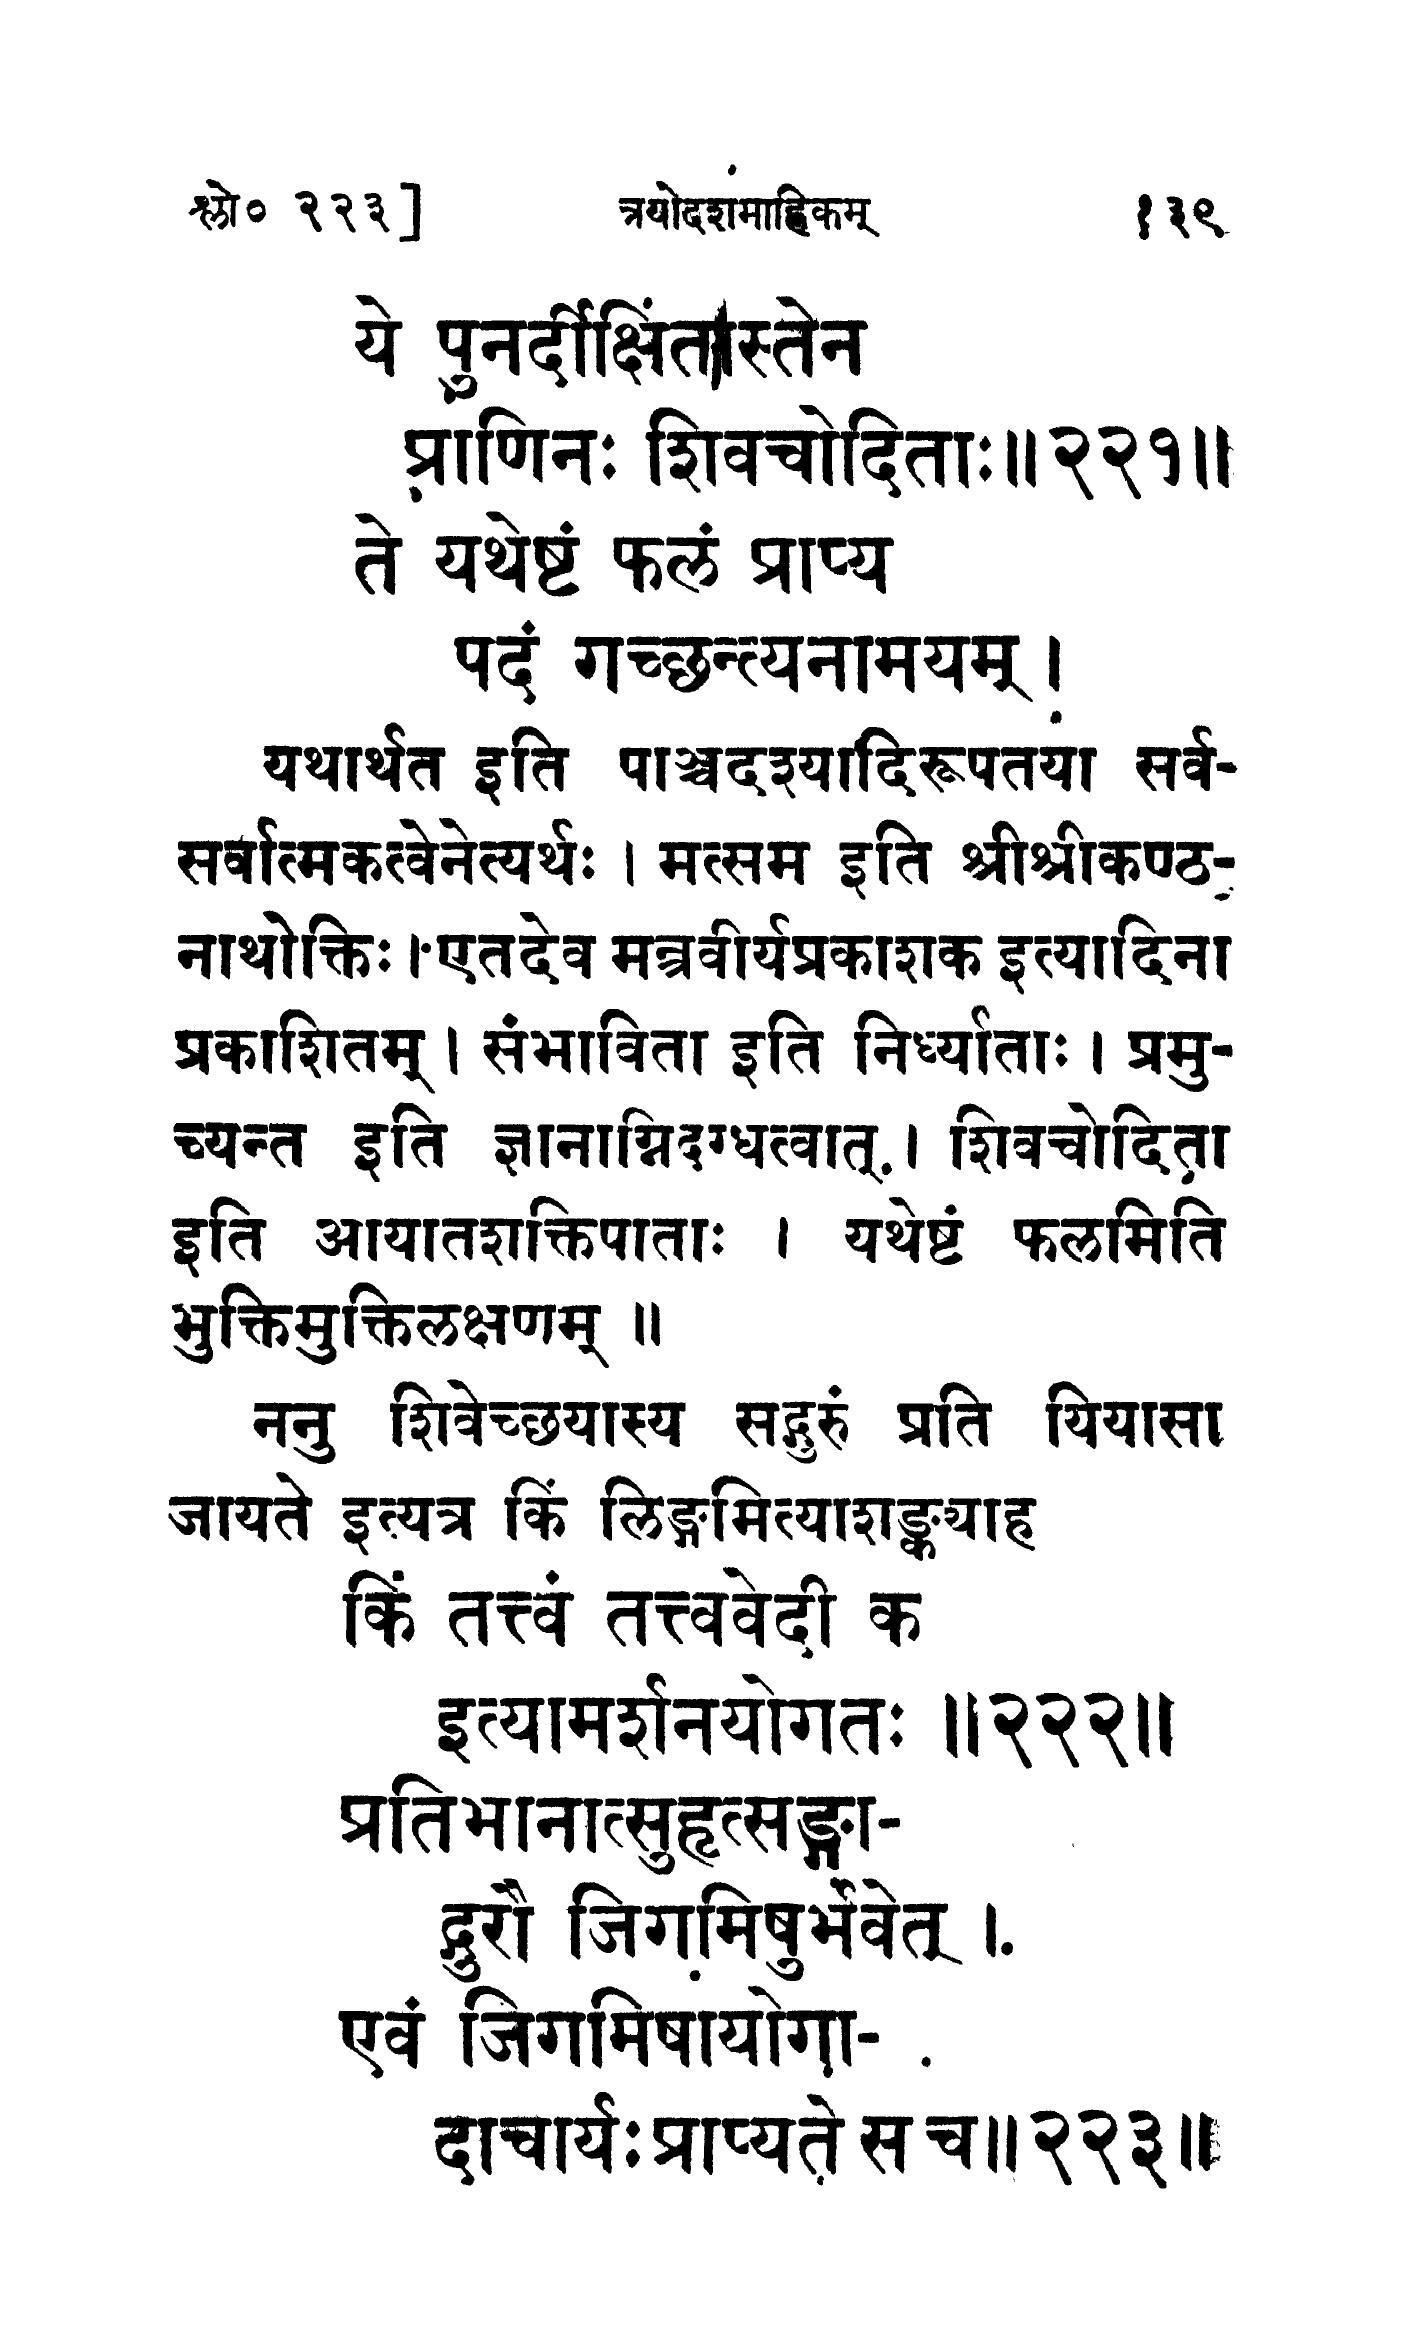 श्लो० २२३] त्रयोदशमाह्निकम् १३९
ये पुनर्दीक्षितास्तेन
प्राणिनः शिवचोदिताः॥२२१॥
ते यथेष्टं फलं प्राप्य
पदं गच्छन्त्यनामयम्।
यथार्थत इति पाञ्चदश्यादिरूपतया सर्व-
सर्वात्मकत्वेनेत्यर्थः। मत्सम इति श्रीश्रीकण्ठ-
नाथोक्तिः। एतदेव मन्त्रवीर्यप्रकाशक इत्यादिना
प्रकाशितम्। संभाविता इति निर्ध्याताः। प्रमु-
च्यन्त इति ज्ञानाग्निदग्धत्वात्। शिवचोदिता
इति आयातशक्तिपाताः । यथेष्टं फलमिति
भुक्तिमुक्तिलक्षणम् ॥
ननु शिवेच्छयास्य सद्गुरुं प्रति यियासा
जायते इत्यत्र किं लिङ्गमित्याशङ्क्याह
किं तत्त्वं तत्त्ववेदी क
इत्यामर्शनयोगतः ॥२२२॥
प्रतिभानात्सुहृत्सङ्गा-
द्गुरौ जिगमिषुर्भवेत् ।
एवं जिगमिषायोगा-
दाचार्यः प्राप्यते स च॥२२३॥